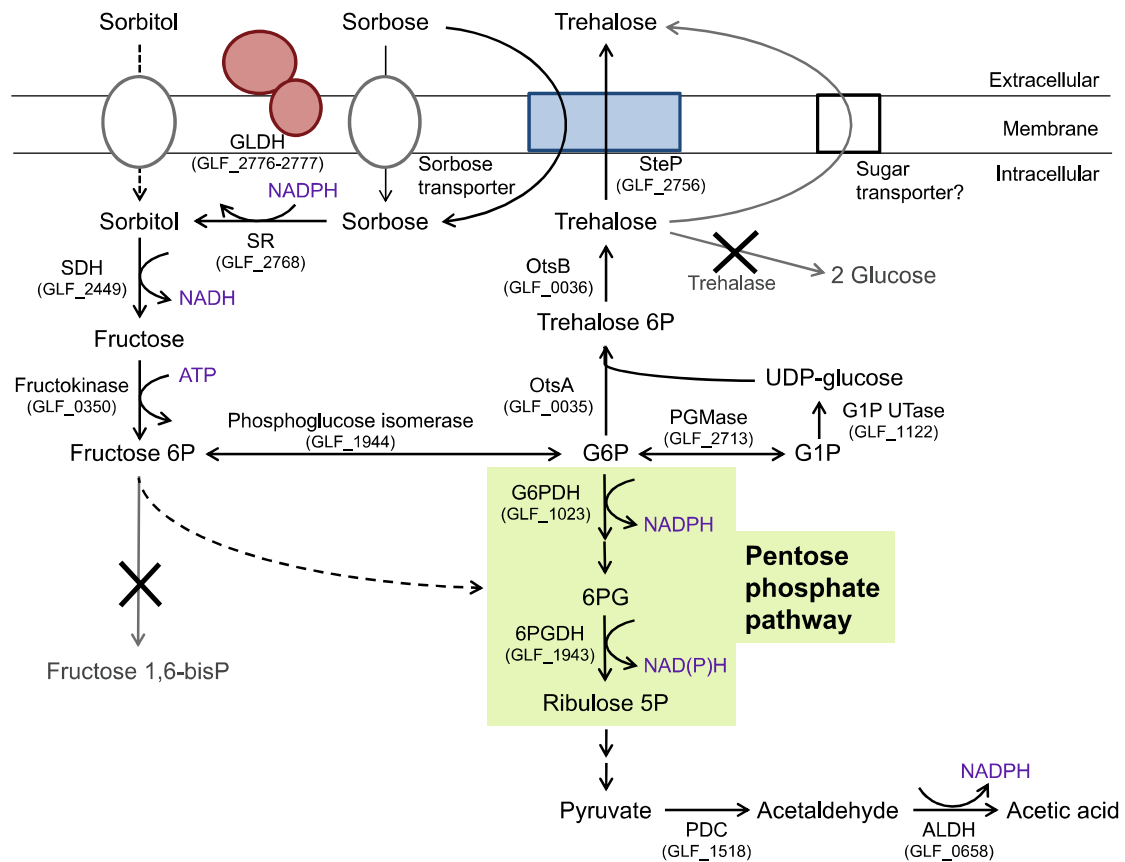 Sorbitol
Sorbose
Trehalose
Extracellular
Membrane
Intracellular
GLDH
(GLF_2776-2777)
Sorbose
transporter
SteP
(GLF_2756)
Sugar
transporter?
NADPH
Sorbitol
Sorbose
Trehalose
SR
(GLF_2768)
SDH
(GLF_2449)
NADH
OtsB
(GLF_0036)
Trehalase
2 Glucose
Fructose
Trehalose 6P
Fructokinase
(GLF_0350)
ATP
OtsA
(GLF_0035)
UDP-glucose
Phosphoglucose isomerase
(GLF_1944)
PGMase
(GLF_2713)
G1P UTase
(GLF_1122)
Fructose 6P
G6P
G1P
G6PDH
(GLF_1023)
NADPH
Pentose
phosphate
pathway
6PG
6PGDH
(GLF_1943)
NAD(P)H
Fructose 1,6-bisP
Ribulose 5P
NADPH
Pyruvate
Acetaldehyde
Acetic acid
PDC
(GLF_1518)
ALDH
(GLF_0658)